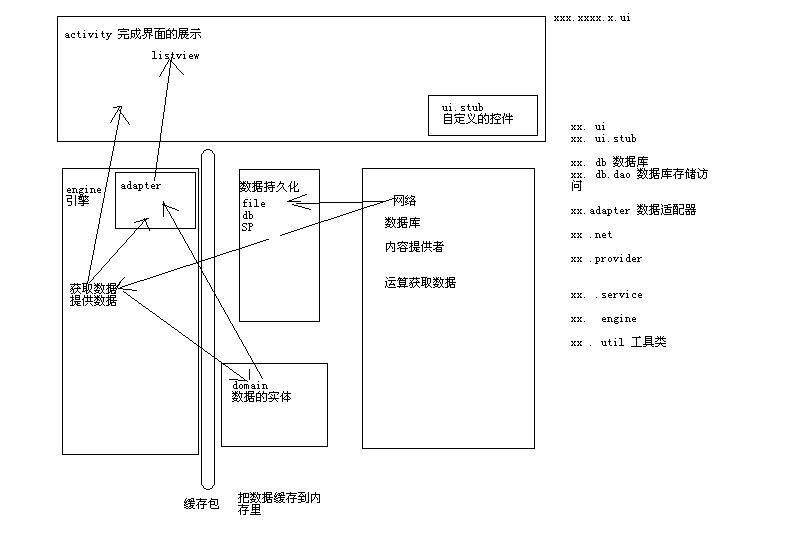 xxx.xxxx.x.ui
activity 完成界面的展示
listview
ui.stub
自定义的控件
engine
引擎
adapter
获取数据
提供数据
数据持久化
file
db
SP
网络
数据库
内容提供者
运算获取数据
domain
数据的实体
缓存包
把数据缓存到内
存里
xx. ui
xx. ui.stub
xx. db 数据库
xx. db.dao 数据库存储访
问
xx.adapter 数据适配器
xx .net
xx .provider
xx. .service
xx. engine
xx . util 工具类